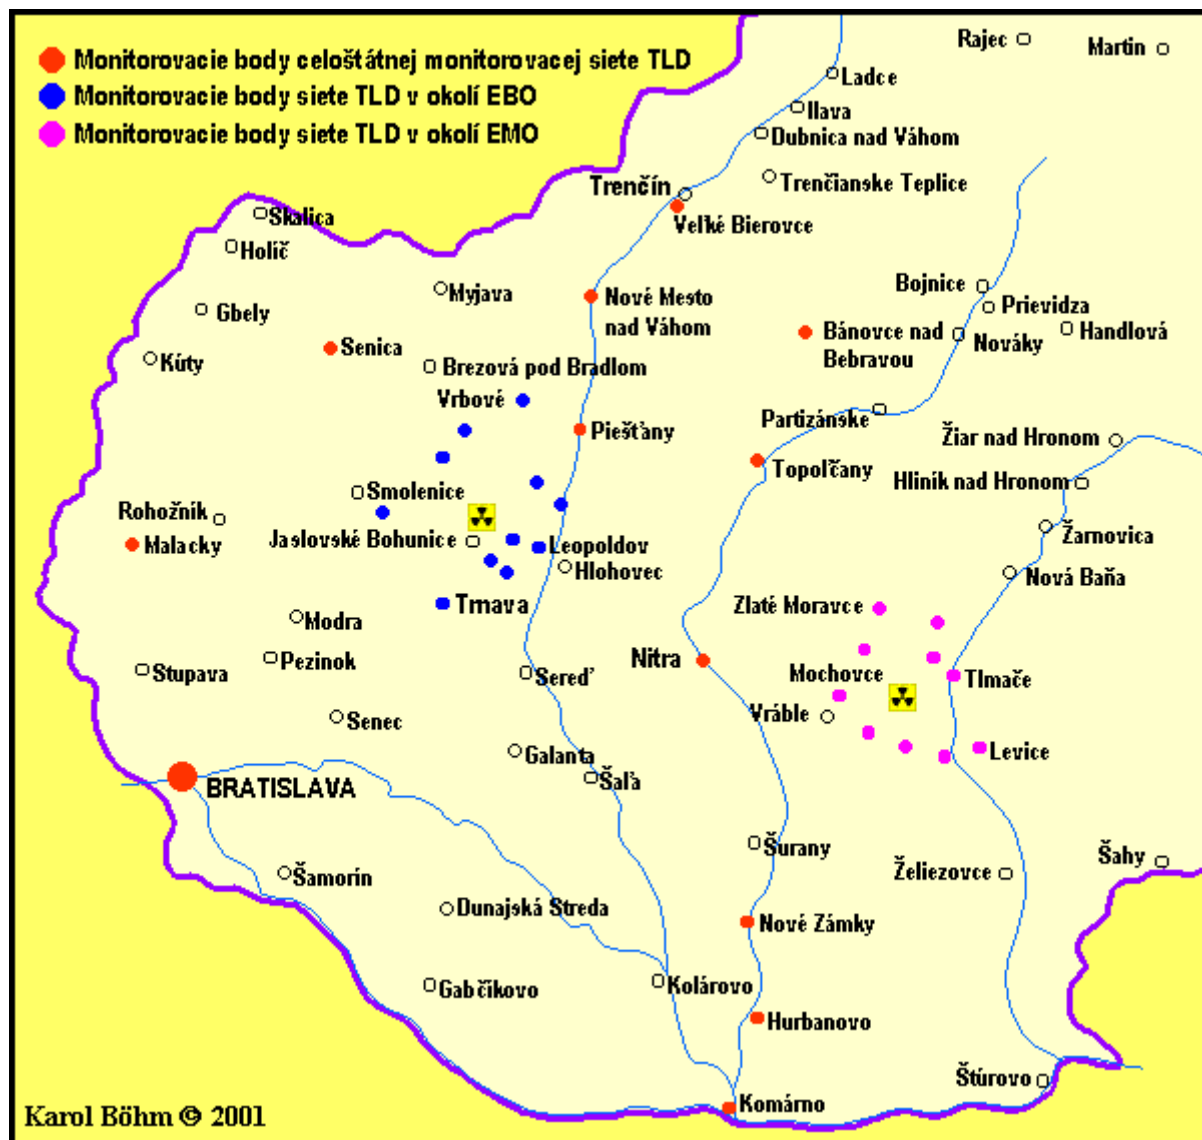 Monitorovacie body celoštátnej monitorovacej siete TLD
Monitorovacie body siete TLD v okolí EBO
Monitorovacie body siete TLD v okolí EMO
Rajec
Martin
Ladce
Ilava
Dubnica nad Váhom
Trenčín
Trenčianske Teplice
Veľké Bierovce
Skalica
Holíč
Gbely
Myjava
Nové Mesto
nad Váhom
Bojnice
Prievidza
Handlová
Nováky
Bánovce nad
Bebravou
Senica
Kúty
Brezová pod Bradlom
Vrbové
Piešťany
Partizánske
Žiar nad Hronom
Topoľčany
Hliník nad Hronom
Smolenice
Rohožník
Malacky
Jaslovské Bohunice
Leopoldov
Hlohovec
Žarnovica
Nová Baňa
Trnava
Zlaté Moravce
Modra
Pezinok
Stupava
Nitra
Sereď
Mochovce
Tlmače
Senec
Vráble
Galanta
Levice
Šaľa
BRATISLAVA
Šurany
Šahy
Šamorín
Želiezovce
Dunajská Streda
Nové Zámky
Gabčíkovo
Kolárovo
Hurbanovo
Štúrovo
Komárno
Karol Böhm © 2001